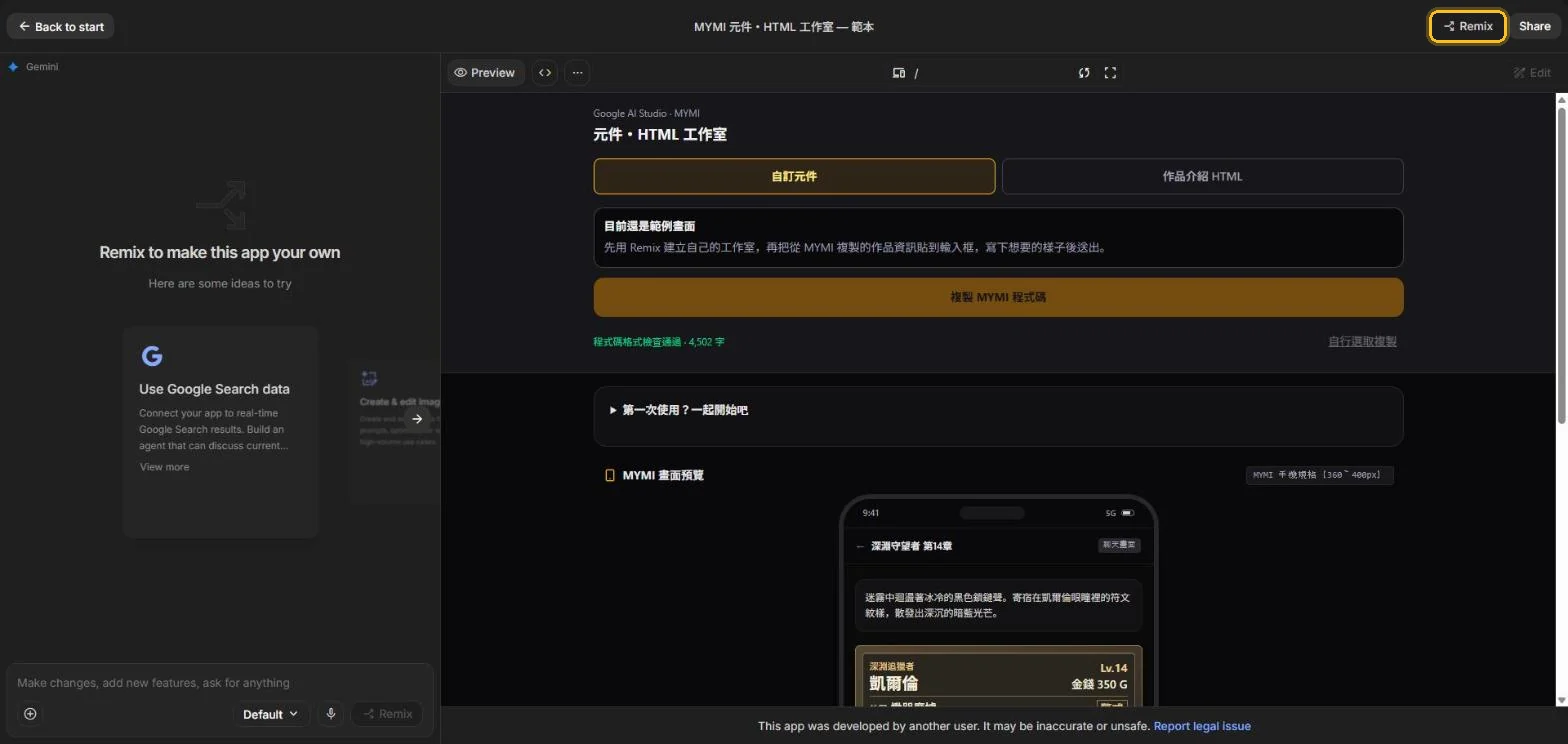 Back to start
MYMI 元件・HTML 工作室 — 範本
Remix
Share
Gemini
Preview
/
Edit
Remix to make this app your own
Here are some ideas to try
Use Google Search data
Connect your app to real-time
Google Search results. Build an
agent that can discuss current...
View more
Create & edit imag
Make changes, add new features, ask for anything
Default
Remix
Google AI Studio · MYMI
元件・HTML 工作室
自訂元件
作品介紹 HTML
目前還是範例畫面
先用 Remix 建立自己的工作室，再把從 MYMI 複製的作品資訊貼到輸入框，寫下想要的樣子後送出。
複製 MYMI 程式碼
程式碼格式檢查通過 · 4,502 字
自行選取複製
第一次使用？一起開始吧
MYMI 畫面預覽
MYMI 手機規格 (360~400px)
9:41
5G
← 深淵守望者 第14章
聊天畫面
迷霧中迴盪著冰冷的黑色鎖鏈聲。寄宿在凱爾倫眼瞳裡的符文
紋樣，散發出深沉的暗藍光芒。
深淵追獵者
Lv.14
凱爾倫
金錢 350 G
This app was developed by another user. It may be inaccurate or unsafe. Report legal issue